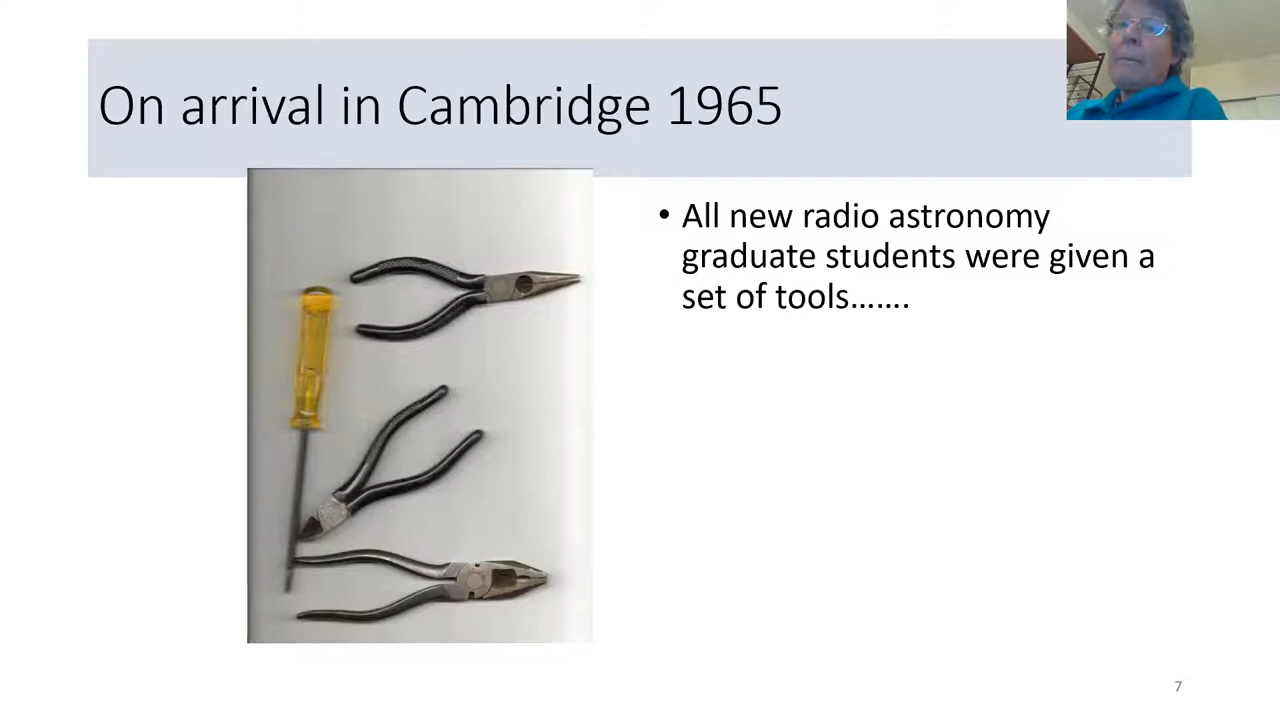 On arrival in Cambridge 1965
• All new radio astronomy
graduate students were given a
set of tools…….
7